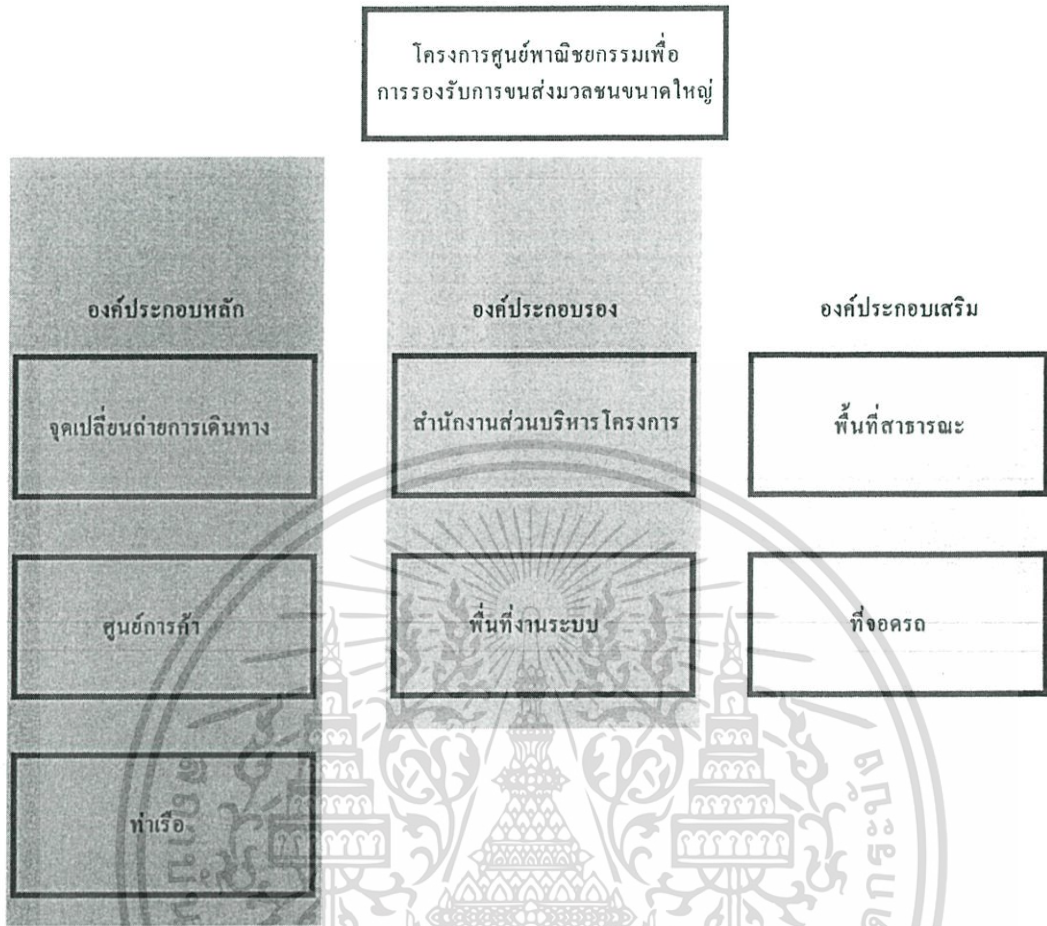 โครงการศูนย์พาณิชยกรรมเพื่อ
การรองรับการขนส่งมวลชนขนาดใหญ่
องค์ประกอบหลัก
องค์ประกอบรอง
องค์ประกอบเสริม
จุดเปลี่ยนถ่ายการเดินทาง
สำนักงานส่วนบริหารโครงการ
พื้นที่สาธารณะ
ศูนย์การค้า
พื้นที่งานระบบ
ที่จอดรถ
ท่าเรือ